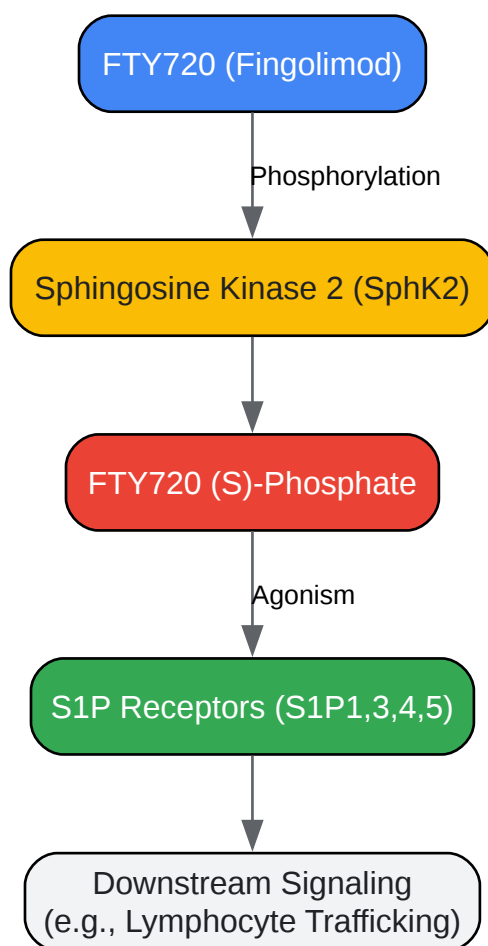 FTY720 (Fingolimod)
Phosphorylation
Sphingosine Kinase 2 (SphK2)
FTY720 (S)-Phosphate
Agonism
S1P Receptors (S1P1,3,4,5)
Downstream Signaling
(e.g., Lymphocyte Trafficking)